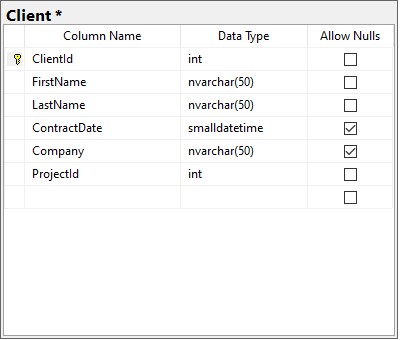 Client *
Column Name Data Type Allow Nulls
ClientId int
FirstName nvarchar(50)
LastName nvarchar(50)
ContractDate smalldatetime
Company nvarchar(50)
ProjectId int